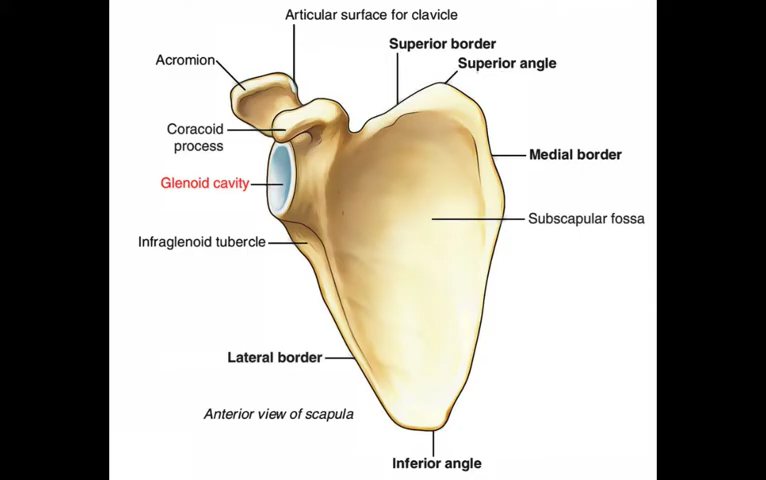 Articular surface for clavicle
Superior border
Acromion
Superior angle
Coracoid
process
Medial border
Glenoid cavity
Subscapular fossa
Infraglenoid tubercle
Lateral border
Anterior view of scapula
Inferior angle